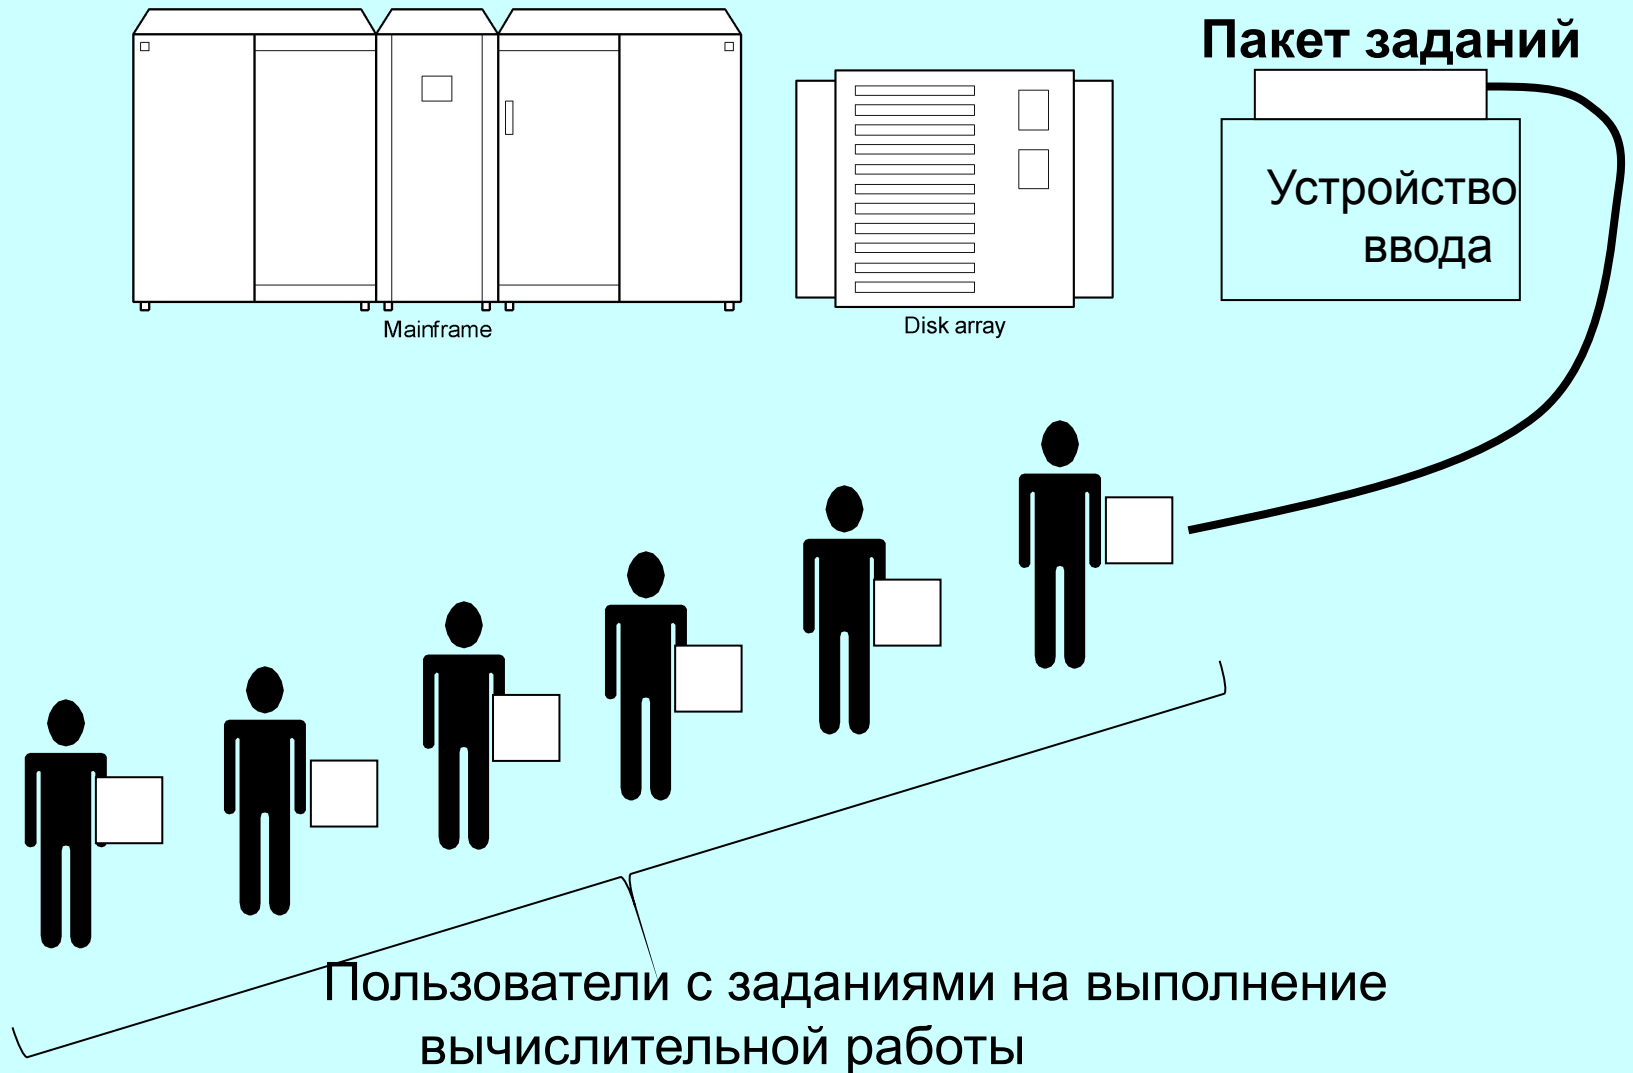 Пакет заданий
Устройство
ввода
Mainframe
Disk array
Пользователи с заданиями на выполнение
вычислительной работы